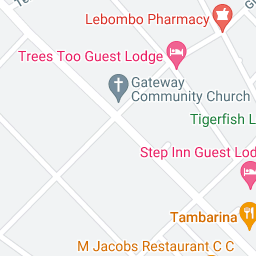 Lebombo Pharmacy
Trees Too Guest Lodge
Gateway
Community Church
Tigerfish L
Step Inn Guest Lod
Tambarina
M Jacobs Restaurant C C